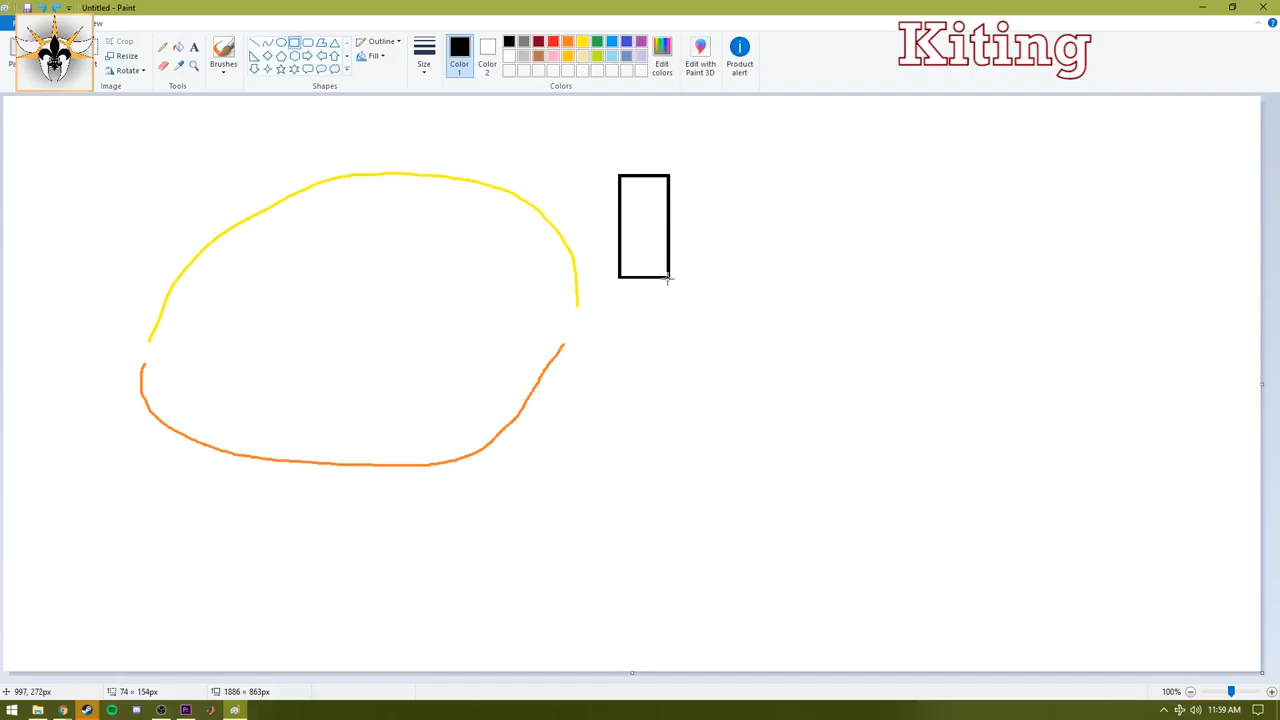 Untitled - Paint
ew
Kiting
Crop
Resize
Rotate
Image
Tools
Brushes
Outline
Fill
Shapes
Size
Color
1
Color
2
Edit
colors
Colors
Edit with
Paint 3D
Product
alert
997, 272px
74 × 154px
1886 × 863px
100%
11:59 AM